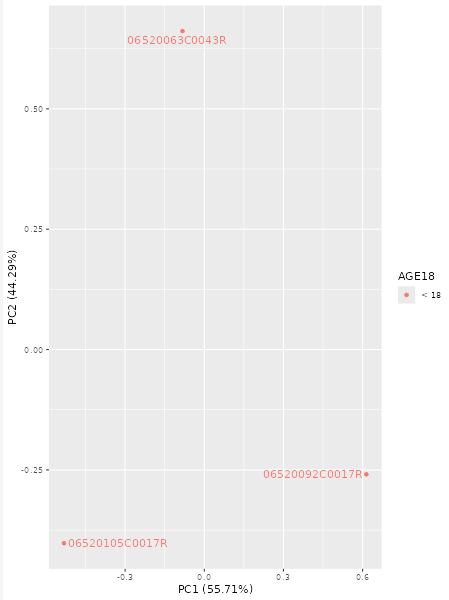 06520063C0043R
0.50
0.25
0.00
-0.25
PC2 (44.29%)
06520092C0017R
06520105C0017R
-0.3
0.0
0.3
0.6
PC1 (55.71%)
AGE18
< 18